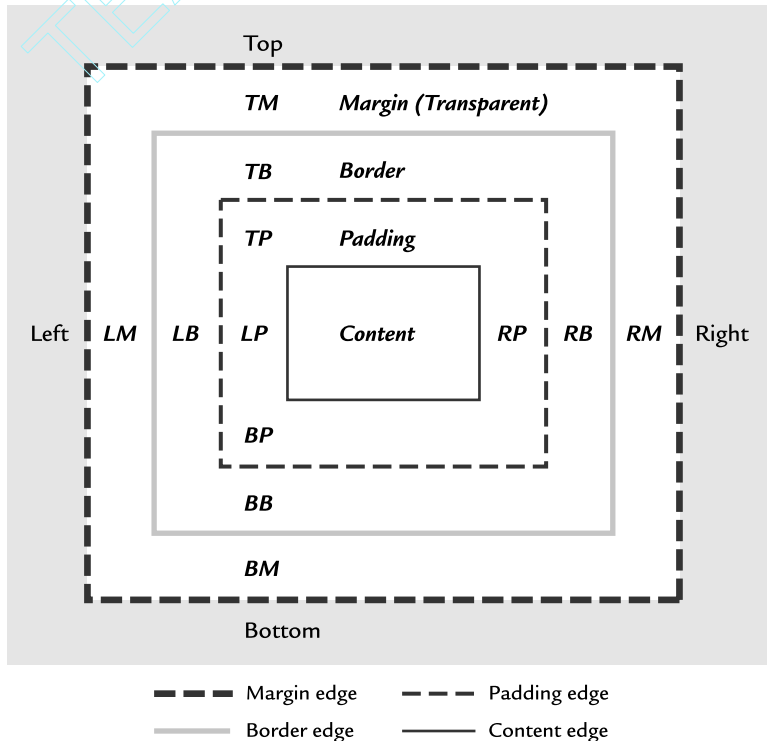 Top
TM Margin (Transparent)
TB Border
TP Padding
Left LM LB LP Content RP RB RM Right
BP
BB
BM
Bottom
Margin edge Padding edge
Border edge Content edge